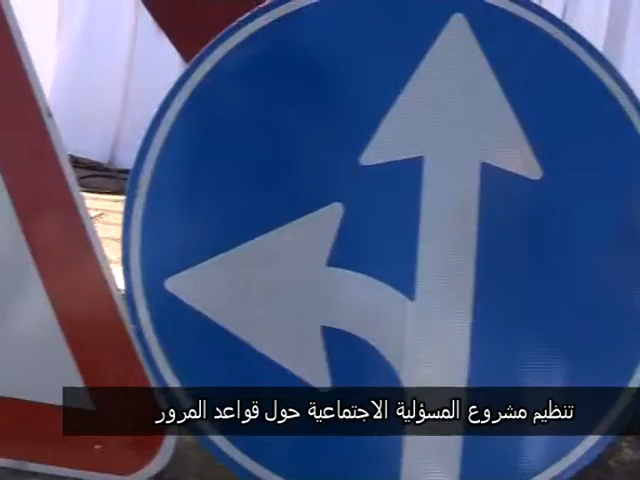 تنظيم مشروع المسؤلية الاجتماعية حول قواعد المرور